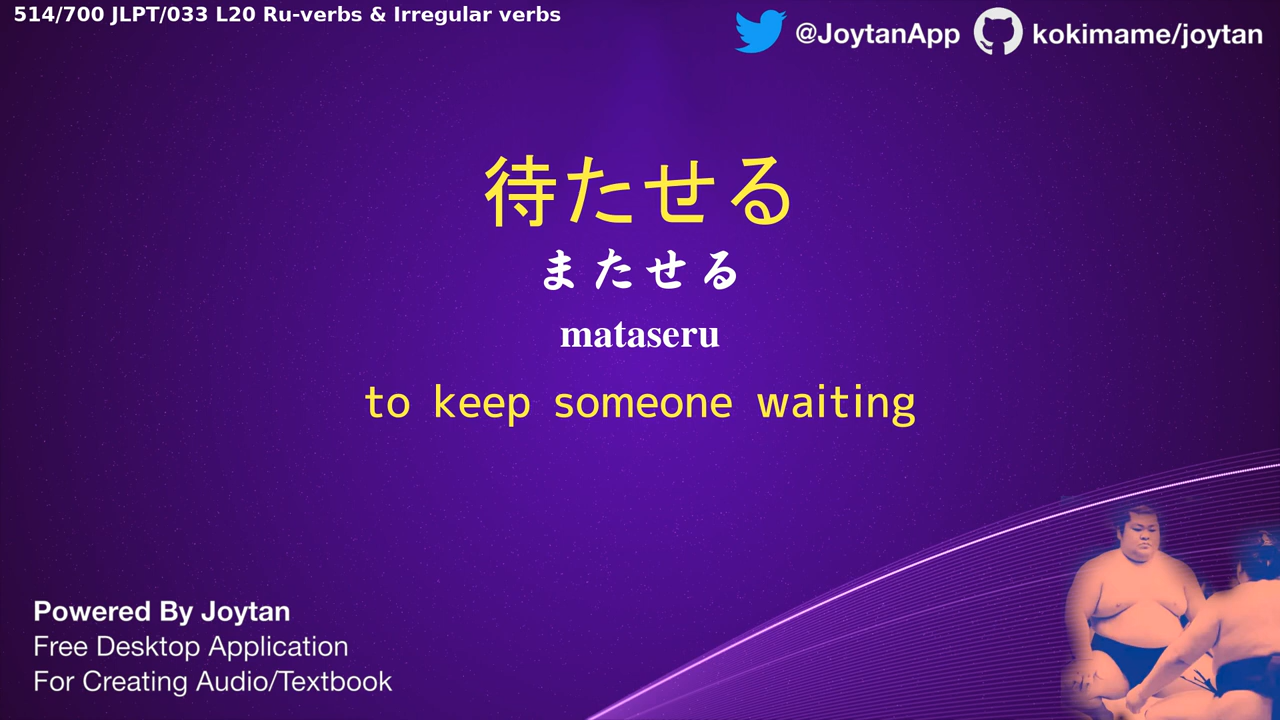 514/700 JLPT/033 L20 Ru-verbs & Irregular verbs
@JoytanApp
kokimame/joytan
待たせる
またせる
mataseru
to keep someone waiting
Powered By Joytan
Free Desktop Application
For Creating Audio/Textbook